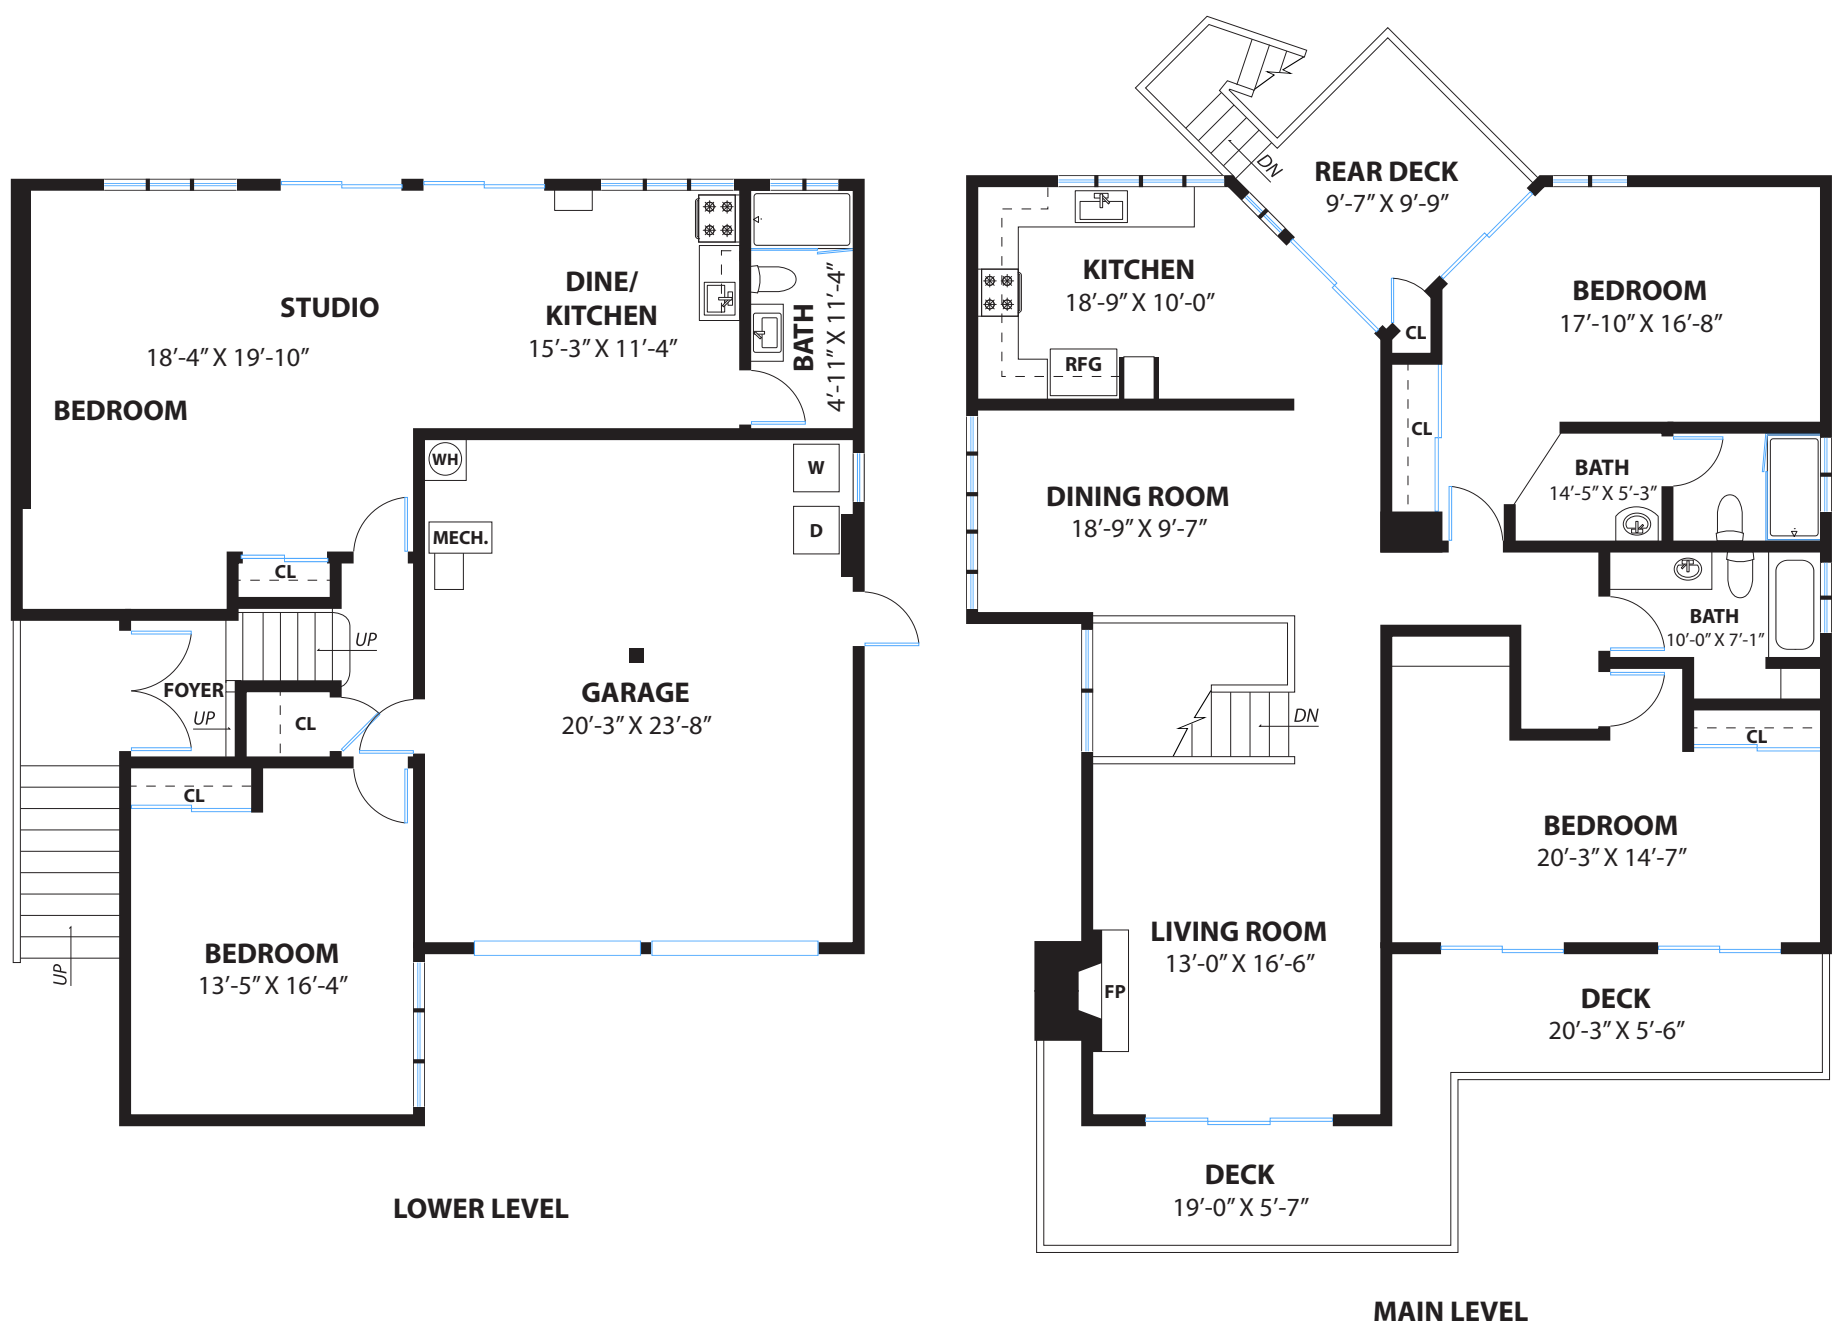 STUDIO
18'-4" X 19'-10"
BEDROOM
DINE/
KITCHEN
15'-3" X 11'-4"
BATH
4'-11" X 11'-4"
WH
MECH.
W
D
CL
UP
FOYER
UP
CL
GARAGE
20'-3" X 23'-8"
CL
UP
BEDROOM
13'-5" X 16'-4"
LOWER LEVEL
DN
REAR DECK
9'-7" X 9'-9"
KITCHEN
18'-9" X 10'-0"
RFG
CL
BEDROOM
17'-10" X 16'-8"
CL
DINING ROOM
18'-9" X 9'-7"
BATH
14'-5" X 5'-3"
BATH
10'-0" X 7'-1"
DN
CL
BEDROOM
20'-3" X 14'-7"
LIVING ROOM
13'-0" X 16'-6"
FP
DECK
20'-3" X 5'-6"
DECK
19'-0" X 5'-7"
MAIN LEVEL